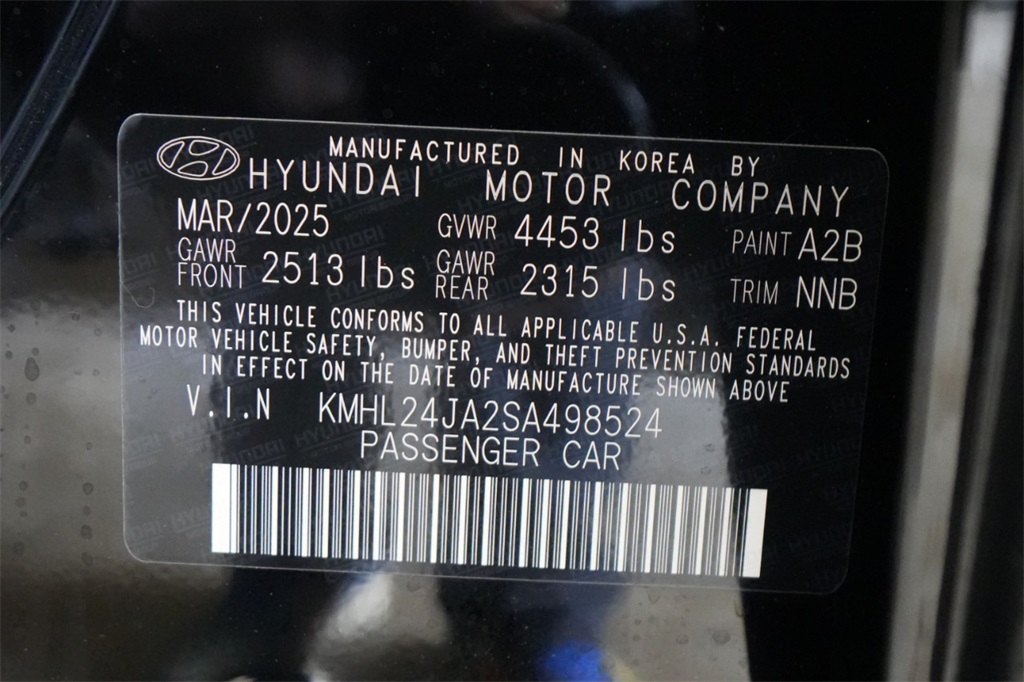 MANUFACTURED IN KOREA BY
HYUNDAI MOTOR COMPANY
MAR/2025 GVWR 4453 lbs PAINT A2B
GAWR FRONT 2513 lbs GAWR REAR 2315 lbs TRIM NNB
THIS VEHICLE CONFORMS TO ALL APPLICABLE U.S.A. FEDERAL
MOTOR VEHICLE SAFETY, BUMPER, AND THEFT PREVENTION STANDARDS
IN EFFECT ON THE DATE OF MANUFACTURE SHOWN ABOVE
V.I.N KMHL24JA2SA498524
PASSENGER CAR